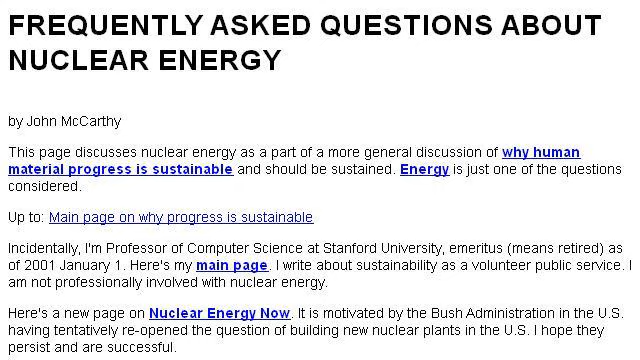 FREQUENTLY ASKED QUESTIONS ABOUT
NUCLEAR ENERGY
by John McCarthy
This page discusses nuclear energy as a part of a more general discussion of why human
material progress is sustainable and should be sustained. Energy is just one of the questions
considered.
Up to: Main page on why progress is sustainable
Incidentally, I'm Professor of Computer Science at Stanford University, emeritus (means retired) as
of 2001 January 1. Here's my main page. I write about sustainability as a volunteer public service. I
am not professionally involved with nuclear energy.
Here's a new page on Nuclear Energy Now. It is motivated by the Bush Administration in the U.S.
having tentatively re-opened the question of building new nuclear plants in the U.S. I hope they
persist and are successful.